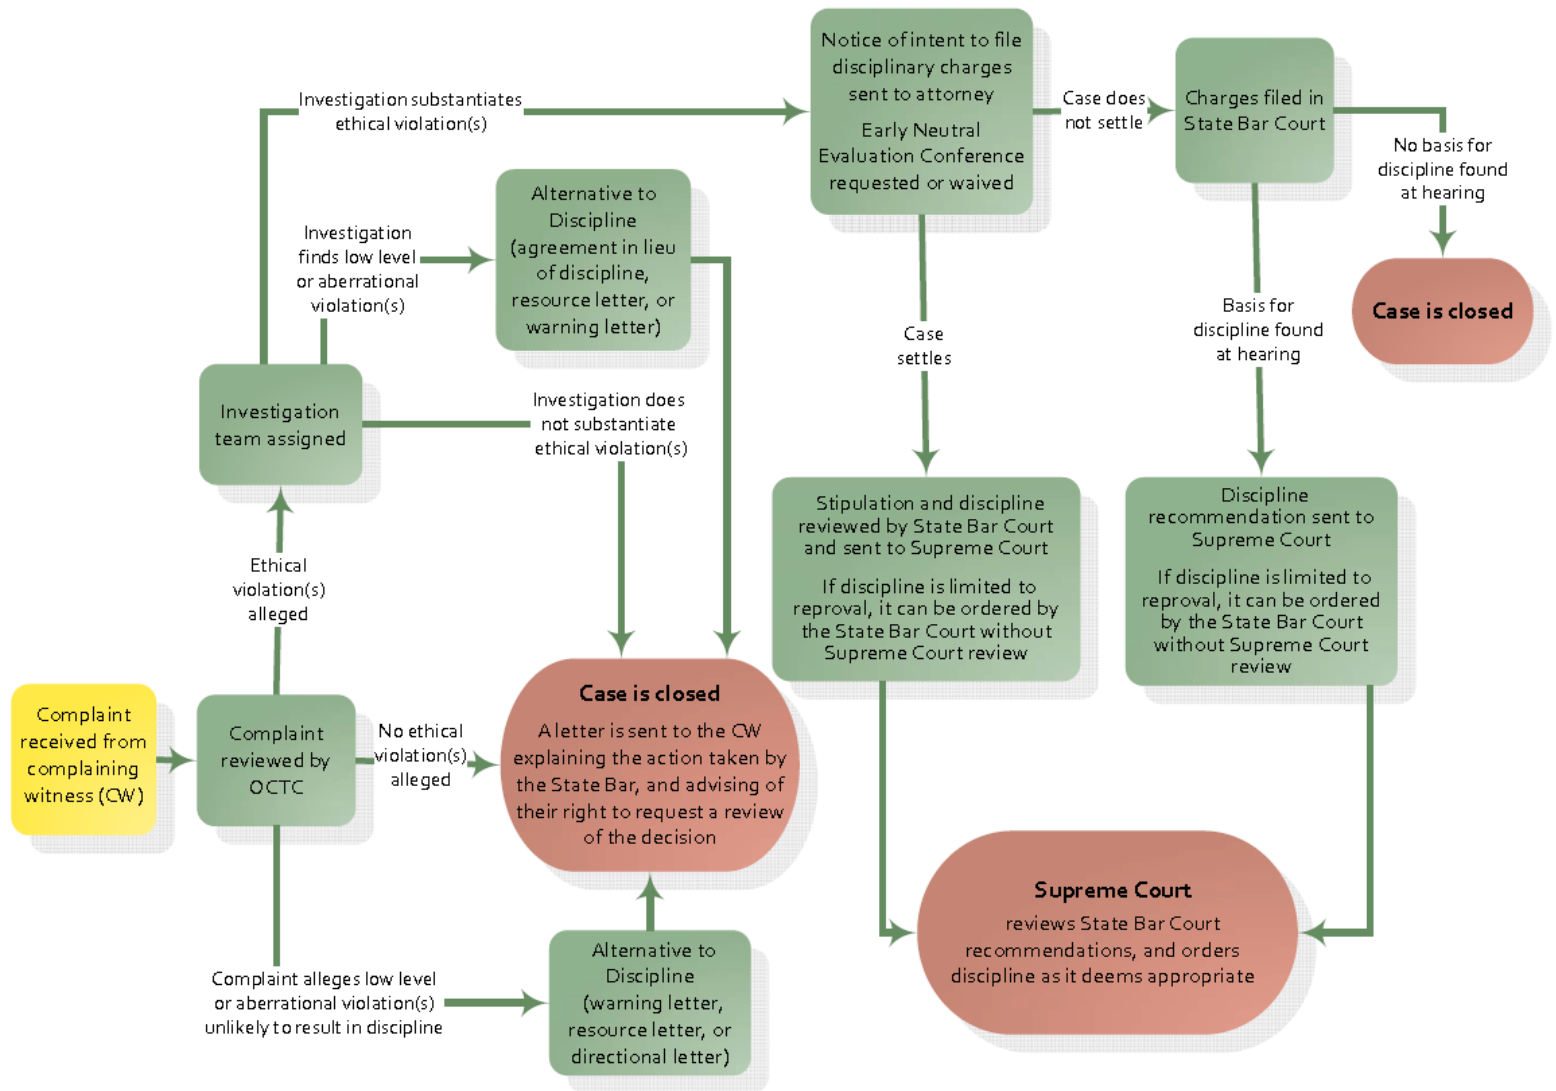 Notice of intent to file
disciplinary charges
sent to attorney
Early Neutral
Evaluation Conference
requested or waived
Case does
not settle
Charges filed in
State Bar Court
No basis for
discipline found
at hearing
Case is closed
Investigation substantiates
ethical violation(s)
Alternative to
Discipline
(agreement in lieu
of discipline,
resource letter, or
warning letter)
Investigation
finds low level
or aberrational
violation(s)
Case
settles
Basis for
discipline found
at hearing
Investigation
team assigned
Investigation does
not substantiate
ethical violation(s)
Stipulation and discipline
reviewed by State Bar Court
and sent to Supreme Court
If discipline is limited to
reproval, it can be ordered by
the State Bar Court without
Supreme Court review
Discipline
recommendation sent to
Supreme Court
If discipline is limited to
reproval, it can be ordered
by the State Bar Court
without Supreme Court
review
Ethical
violation(s)
alleged
Complaint
received from
complaining
witness (CW)
Complaint
reviewed by
OCTC
No ethical
violation(s)
alleged
Case is closed
A letter is sent to the CW
explaining the action taken by
the State Bar, and advising of
their right to request a review
of the decision
Supreme Court
reviews State Bar Court
recommendations, and orders
discipline as it deems appropriate
Complaint alleges low level
or aberrational violation(s)
unlikely to result in discipline
Alternative to
Discipline
(warning letter,
resource letter, or
directional letter)